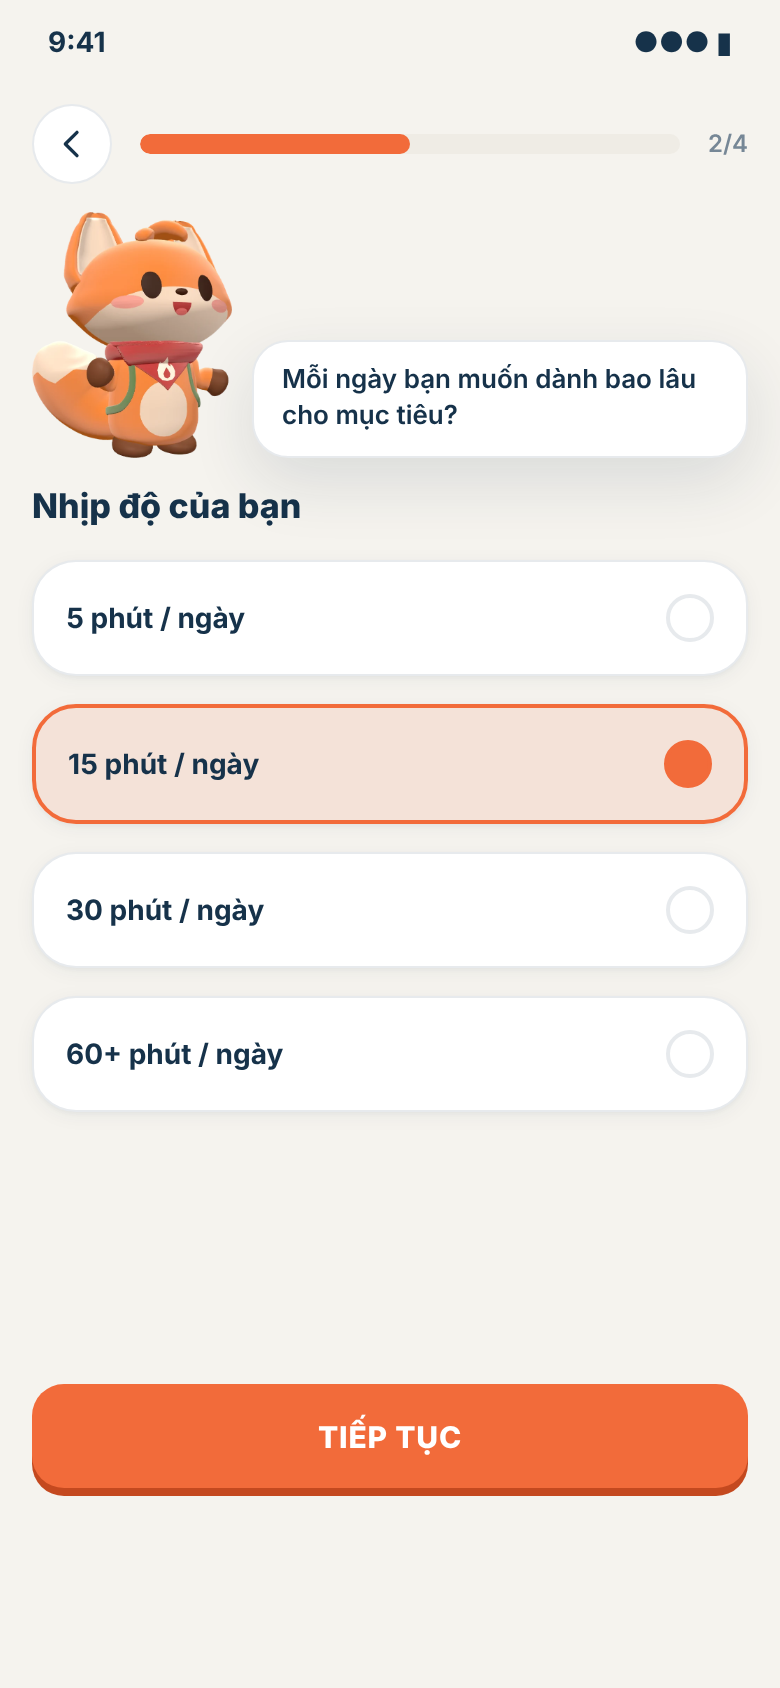 9:41
2/4
Mỗi ngày bạn muốn dành bao lâu
cho mục tiêu?
Nhịp độ của bạn
5 phút / ngày
15 phút / ngày
30 phút / ngày
60+ phút / ngày
TIẾP TỤC